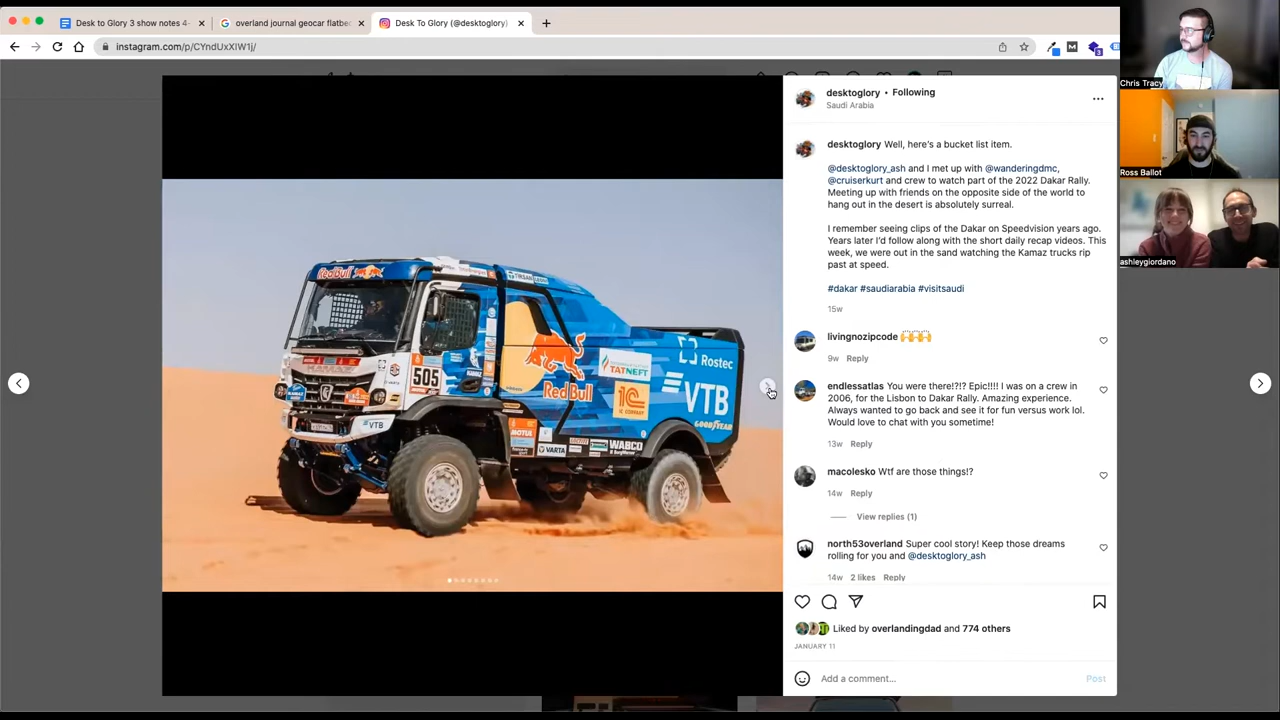 Desk to Glory 3 show notes 4-
overland journal geocar flatbed
Desk To Glory (@desktoglory)
instagram.com/p/CYndUxXlW1j/
Chris Tracy
Ross Ballot
ashleygiordano
desktoglory • Following
Saudi Arabia
desktoglory Well, here's a bucket list item.
@desktoglory_ash and I met up with @wanderingdmc,
@cruiserkurt and crew to watch part of the 2022 Dakar Rally.
Meeting up with friends on the opposite side of the world to
hang out in the desert is absolutely surreal.
I remember seeing clips of the Dakar on Speedvision years ago.
Years later I'd follow along with the short daily recap videos. This
week, we were out in the sand watching the Kamaz trucks rip
past at speed.
#dakar #saudiarabia #visitsaudi
15w
livingnozipcode 🙌🙌
9w Reply
endlessatlas You were there!?!? Epic!!!! I was on a crew in
2006, for the Lisbon to Dakar Rally. Amazing experience.
Always wanted to go back and see it for fun versus work lol.
Would love to chat with you sometime!
13w Reply
macolesko Wtf are those things!?
14w Reply
View replies (1)
north53overland Super cool story! Keep those dreams
rolling for you and @desktoglory_ash
14w 2 likes Reply
Liked by overlandingdad and 774 others
JANUARY 11
Add a comment... Post
RedBull
505
RedBull
TATNEFT
1C
Rostec
VTB
GOODYEAR
VTB
MOTUL
VARTA
WABCO